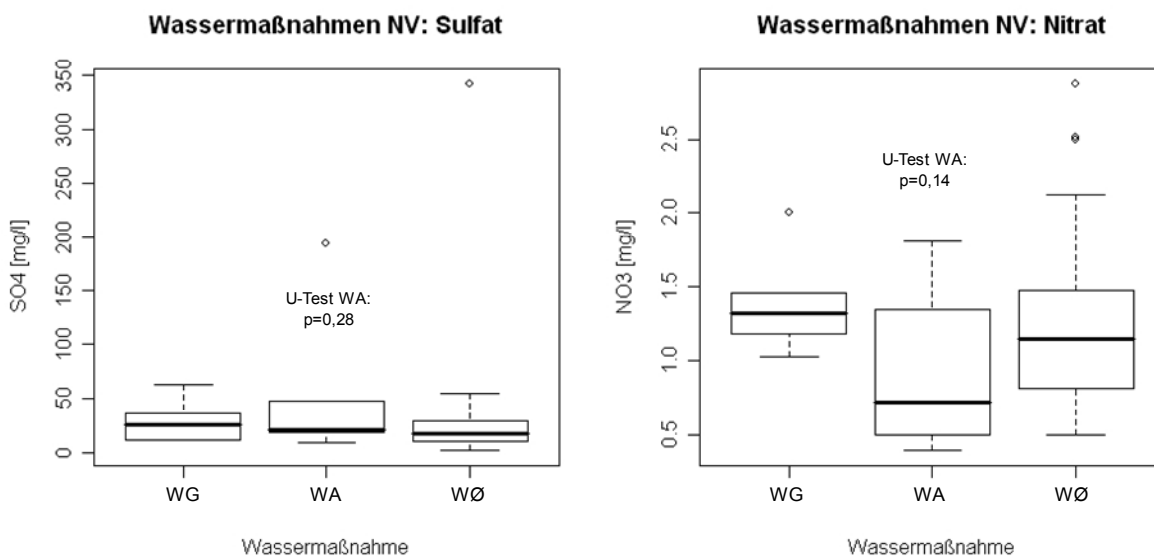 Wassermaßnahmen NV: Sulfat
SO4 [mg/l]
350
300
250
200
150
100
50
0
U-Test WA:
p=0,28
WG WA WØ
Wassermaßnahme
Wassermaßnahmen NV: Nitrat
NO3 [mg/l]
2.5
2.0
1.5
1.0
0.5
U-Test WA:
p=0,14
WG WA WØ
Wassermaßnahme